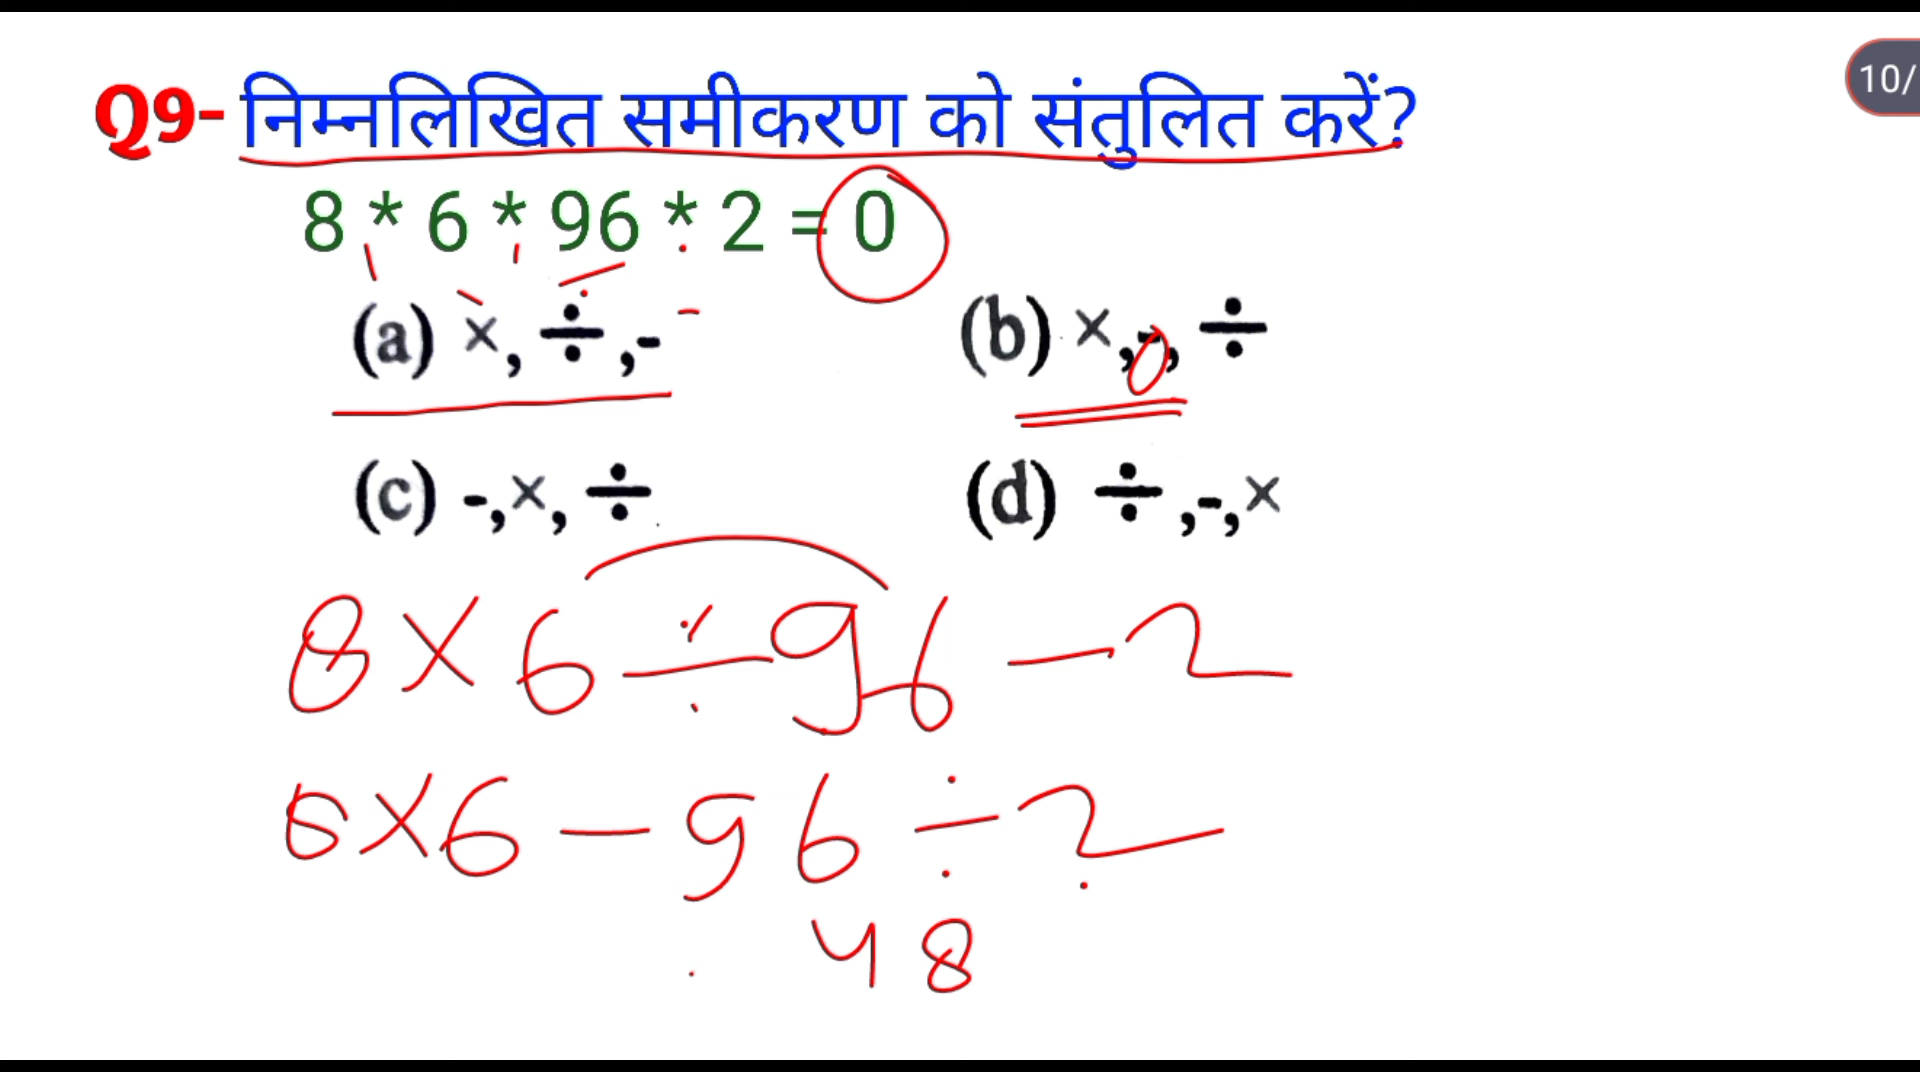 10/
Q9- निम्नलिखित समीकरण को संतुलित करें?
8 * 6 * 96 * 2 = 0
(a) ×, ÷ ,- (b) ×,-, ÷
(c) -,×, ÷ (d) ÷ ,-,×
8 × 6 ÷ 96 - 2
8 × 6 - 96 ÷ 2
48